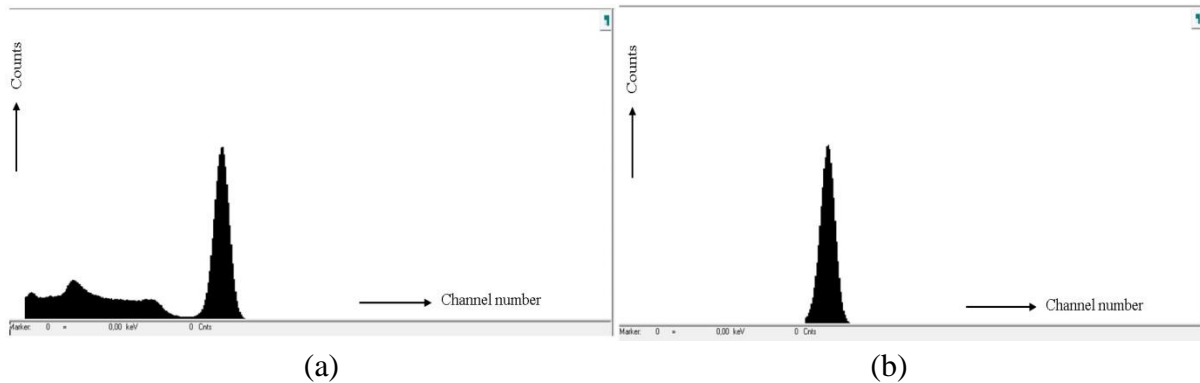 Counts
Channel number
Marker: 0 = 0,00 keV 0 Cnts
(a)
Counts
Channel number
Marker: 0 = 0,00 keV 0 Cnts
(b)